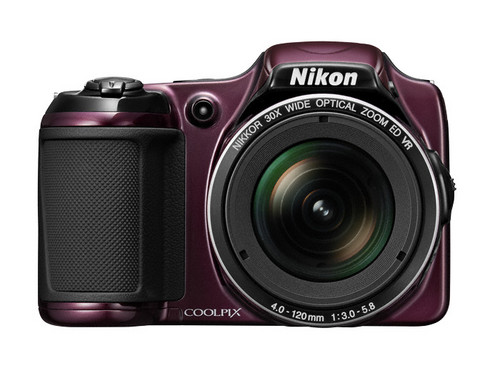 Nikon
NIKKOR 30X WIDE OPTICAL ZOOM ED VR
4.0-120mm 1:3.0-5.8
COOLPIX